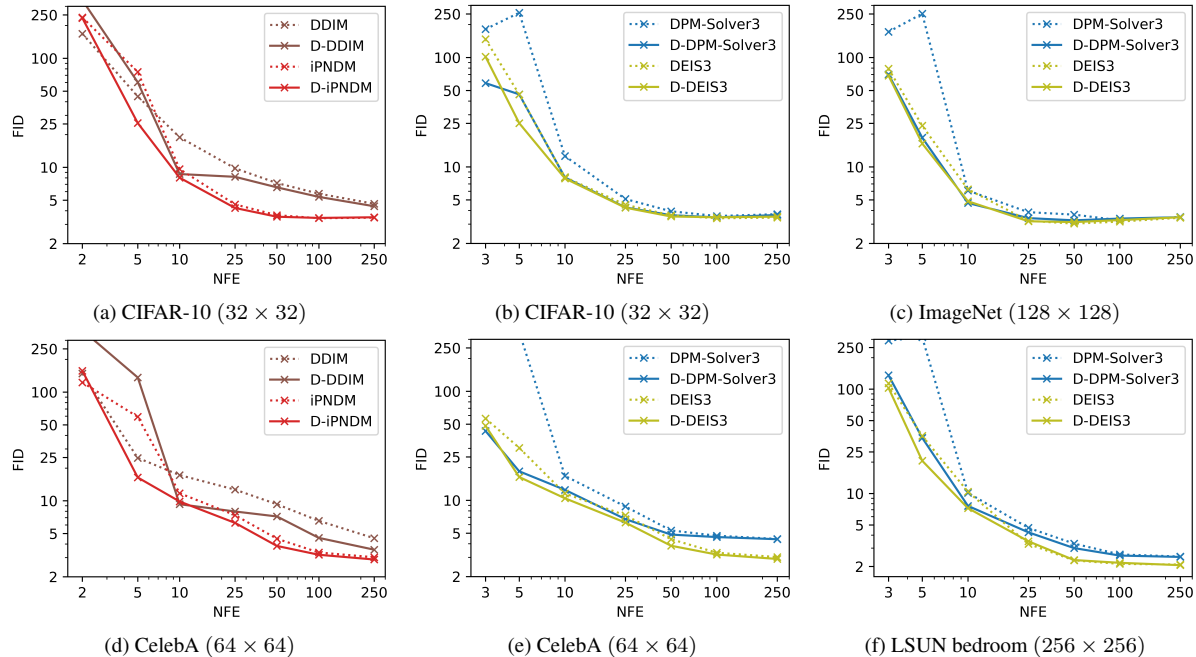 250
100
50
25
10
5
2
FID
2 5 10 25 50 100 250
NFE
DDIM
D-DDIM
iPNDM
D-iPNDM
(a) CIFAR-10 (32 × 32)
250
100
50
25
10
5
2
FID
3 5 10 25 50 100 250
NFE
DPM-Solver3
D-DPM-Solver3
DEIS3
D-DEIS3
(b) CIFAR-10 (32 × 32)
250
100
50
25
10
5
2
FID
3 5 10 25 50 100 250
NFE
DPM-Solver3
D-DPM-Solver3
DEIS3
D-DEIS3
(c) ImageNet (128 × 128)
250
100
50
25
10
5
2
FID
2 5 10 25 50 100 250
NFE
DDIM
D-DDIM
iPNDM
D-iPNDM
(d) CelebA (64 × 64)
250
100
50
25
10
5
2
FID
3 5 10 25 50 100 250
NFE
DPM-Solver3
D-DPM-Solver3
DEIS3
D-DEIS3
(e) CelebA (64 × 64)
250
100
50
25
10
5
2
FID
3 5 10 25 50 100 250
NFE
DPM-Solver3
D-DPM-Solver3
DEIS3
D-DEIS3
(f) LSUN bedroom (256 × 256)